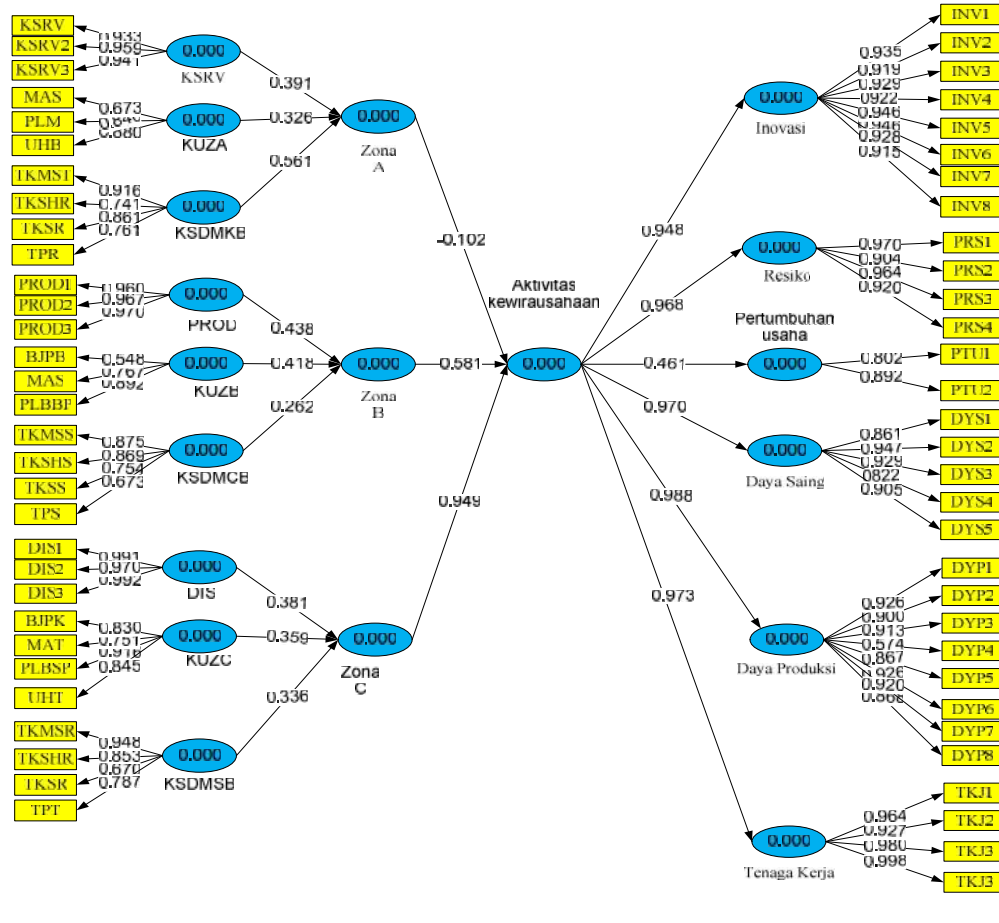 KSRV
KSRV2
KSRV3
0.933
0.959
0.941
0.000
KSRV
0.391
MAS
PLM
UHB
0.673
0.880
0.000
KUZA
0.326
TKMST
TKSHR
TKSR
TPR
0.916
0.741
0.861
0.761
0.000
KSDMKB
0.561
0.000
Zona
A
-0.102
PROD1
PROD2
PROD3
0.960
0.967
0.970
0.000
PROD
0.438
BJPB
MAS
PLBBP
0.548
0.767
0.892
0.000
KUZB
0.418
TKMSS
TKSHS
TKSS
TPS
0.875
0.869
0.754
0.673
0.000
KSDMCB
0.262
0.000
Zona
B
0.581
DIS1
DIS2
DIS3
0.991
0.970
0.992
0.000
DIS
0.381
BJPK
MAT
PLBSP
UHT
0.830
0.751
0.916
0.845
0.000
KUZC
0.359
TKMSR
TKSHR
TKSR
TPT
0.948
0.853
0.670
0.787
0.000
KSDMSB
0.336
0.000
Zona
C
0.949
Aktivitas
kewirausahaan
0.000
0.948
0.968
0.461
0.970
0.988
0.973
0.000
Inovasi
0.935
0.919
0.929
0922
0.946
0.946
0.928
0.915
INV1
INV2
INV3
INV4
INV5
INV6
INV7
INV8
0.000
Resiko
0.970
0.904
0.964
0.920
PRS1
PRS2
PRS3
PRS4
Pertumbuhan
usaha
0.000
0.802
0.892
PTU1
PTU2
0.000
Daya Saing
0.861
0.947
0.929
0822
0.905
DYS1
DYS2
DYS3
DYS4
DYS5
0.000
Daya Produksi
0.926
0.900
0.913
0.574
0.867
0.926
0.920
0.868
DYP1
DYP2
DYP3
DYP4
DYP5
DYP6
DYP7
DYP8
0.000
Tenaga Kerja
0.964
0.927
0.980
0.998
TKJ1
TKJ2
TKJ3
TKJ3